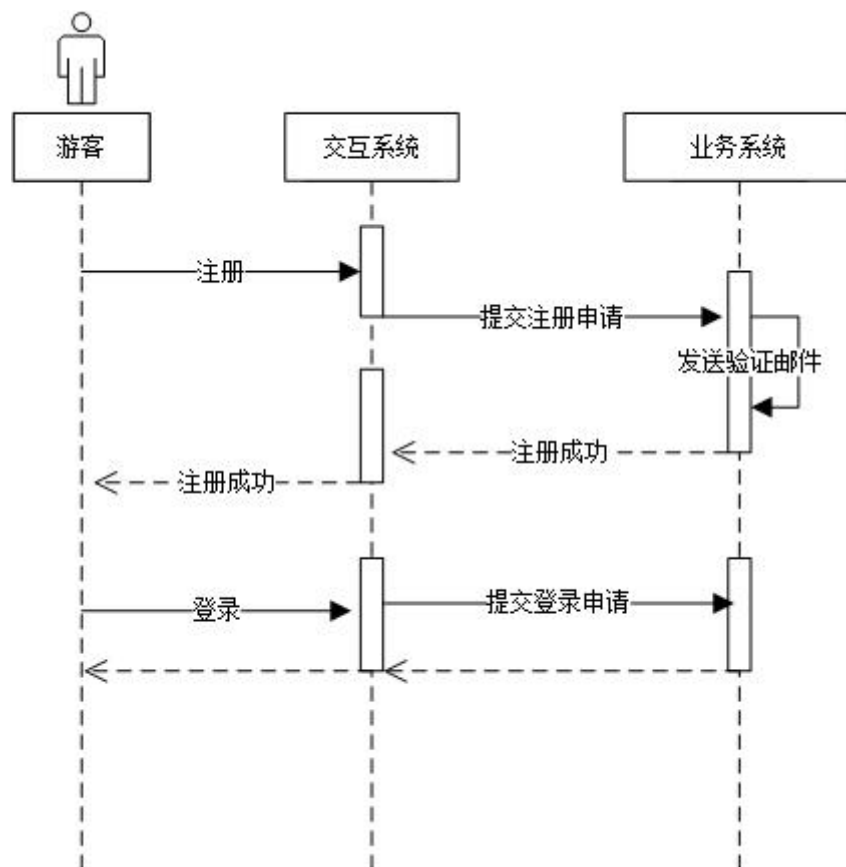 游客
交互系统
业务系统
注册
提交注册申请
发送验证邮件
注册成功
注册成功
登录
提交登录申请